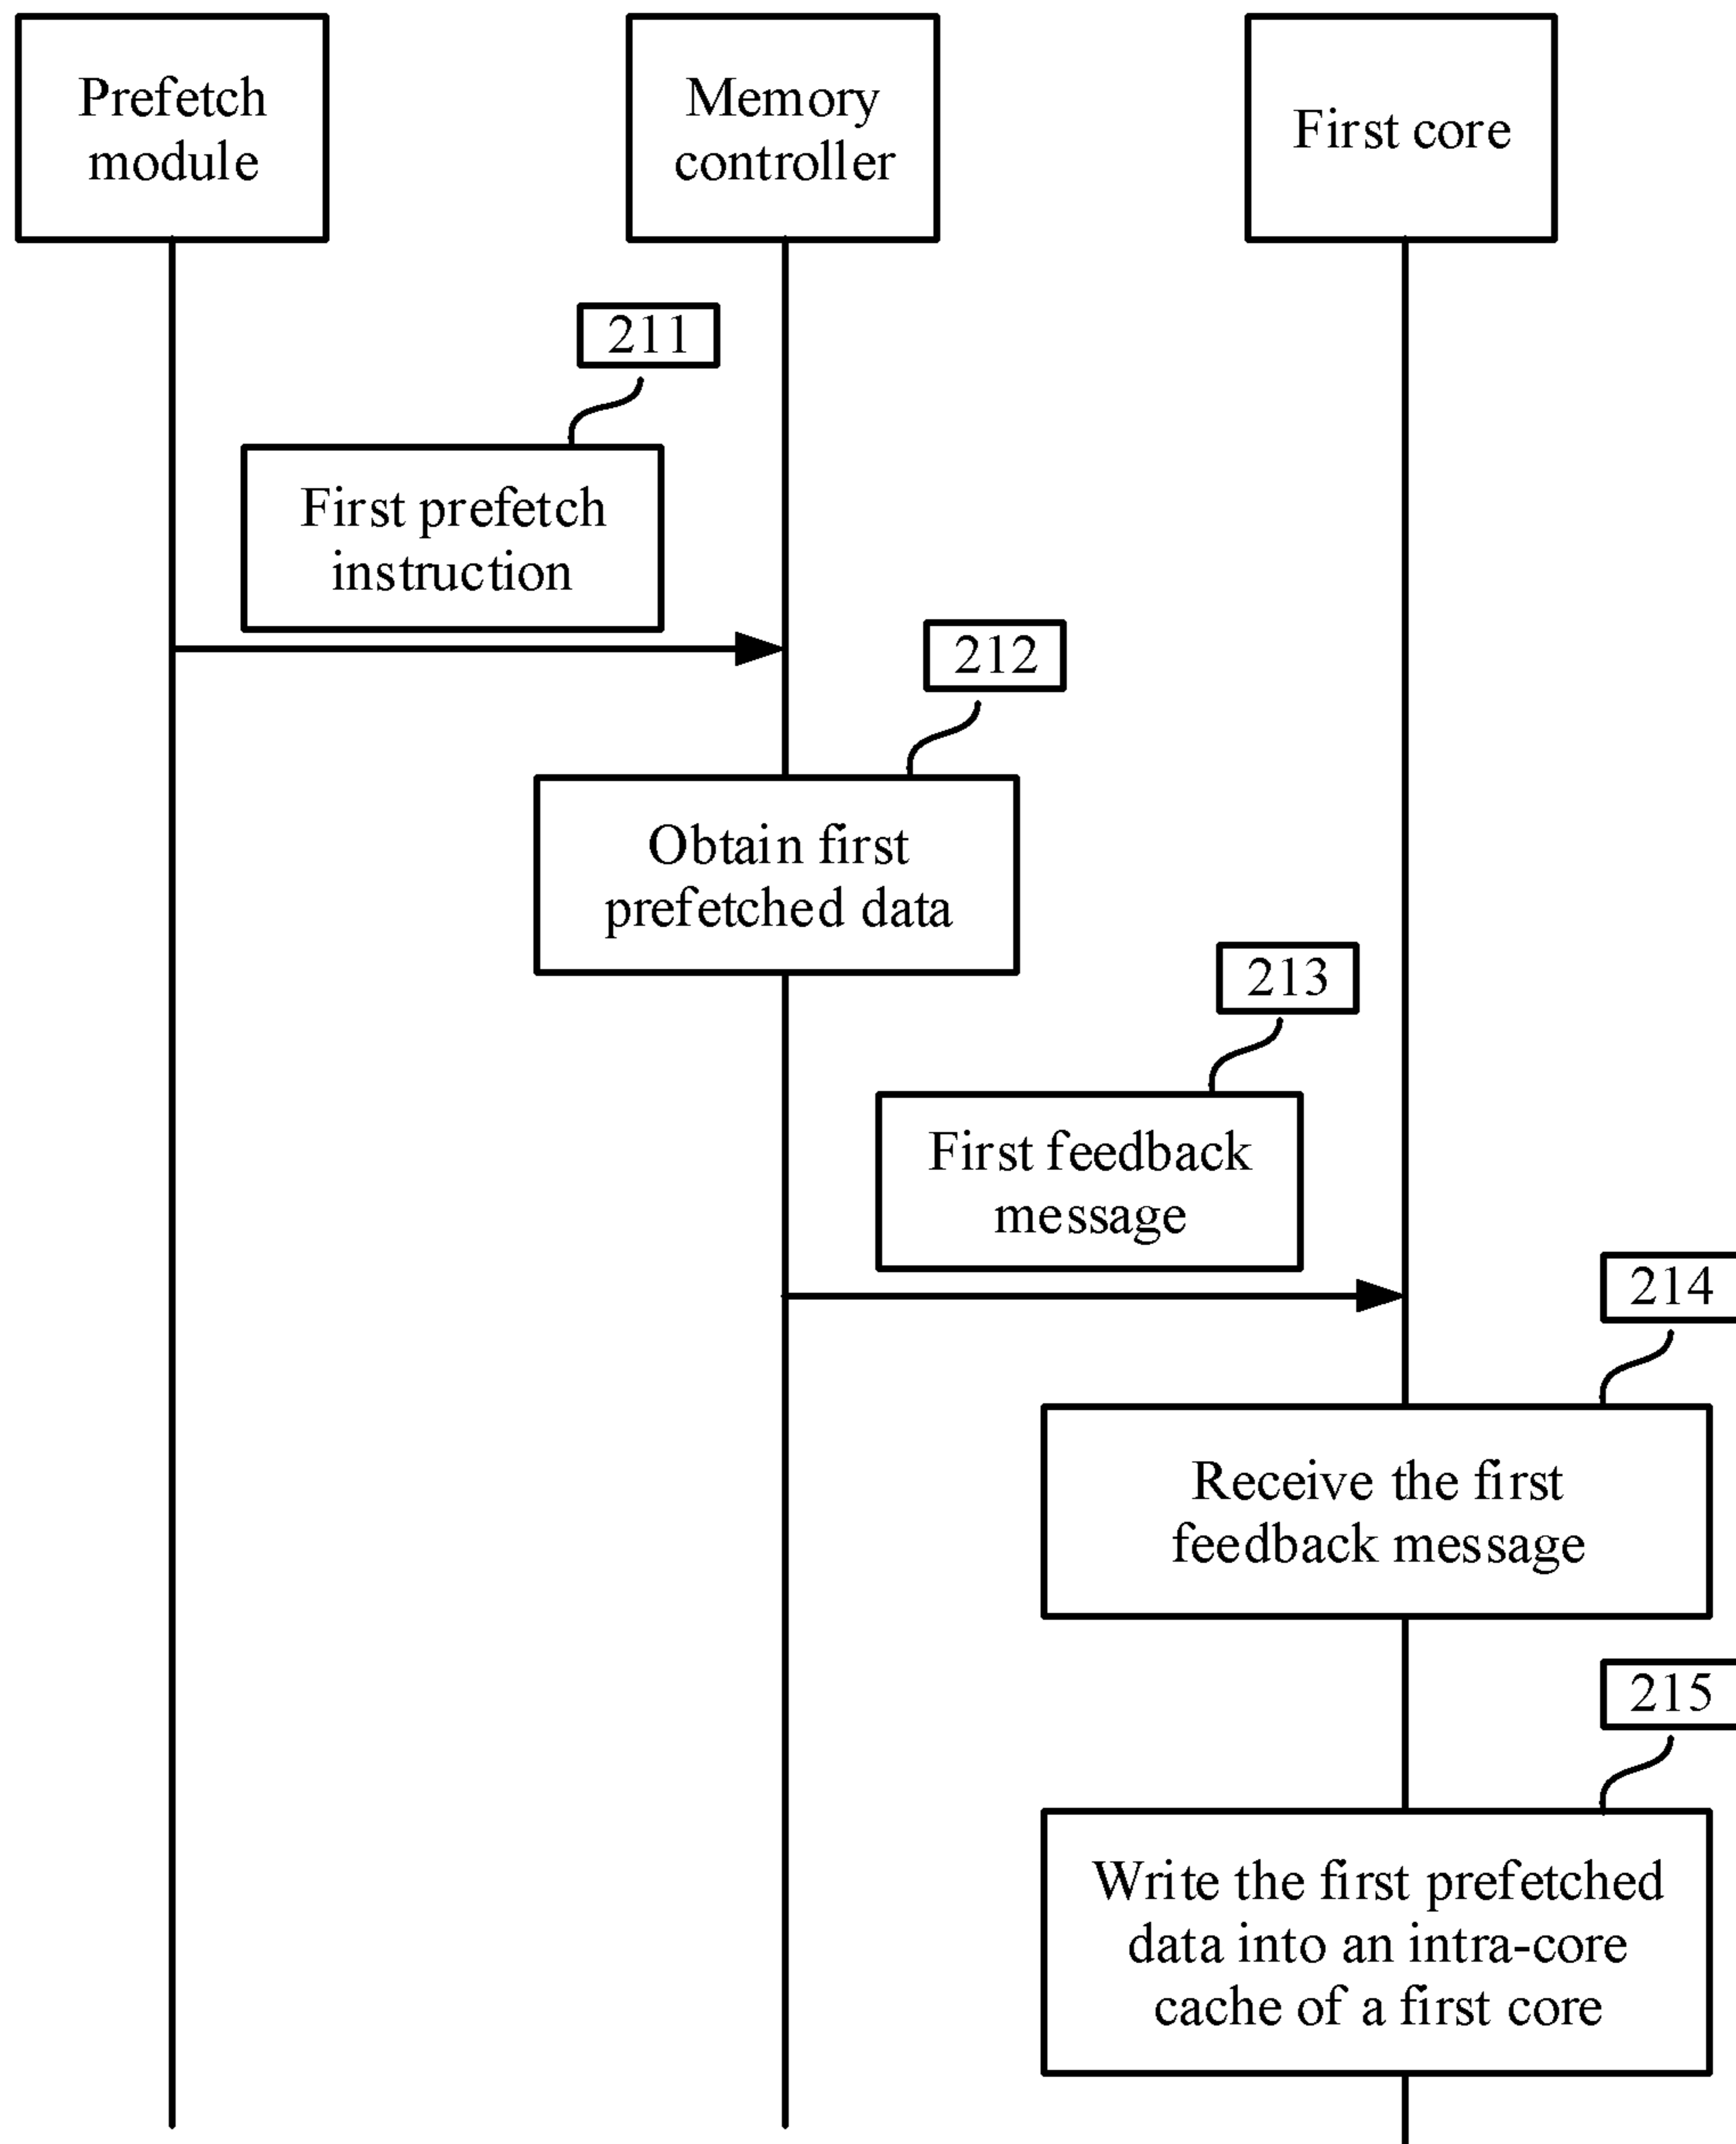 Prefetch
module
Memory
controller
First core
211
First prefetch
instruction
212
Obtain first
prefetched data
213
First feedback
message
214
Receive the first
feedback message
215
Write the first prefetched
data into an intra-core
cache of a first core